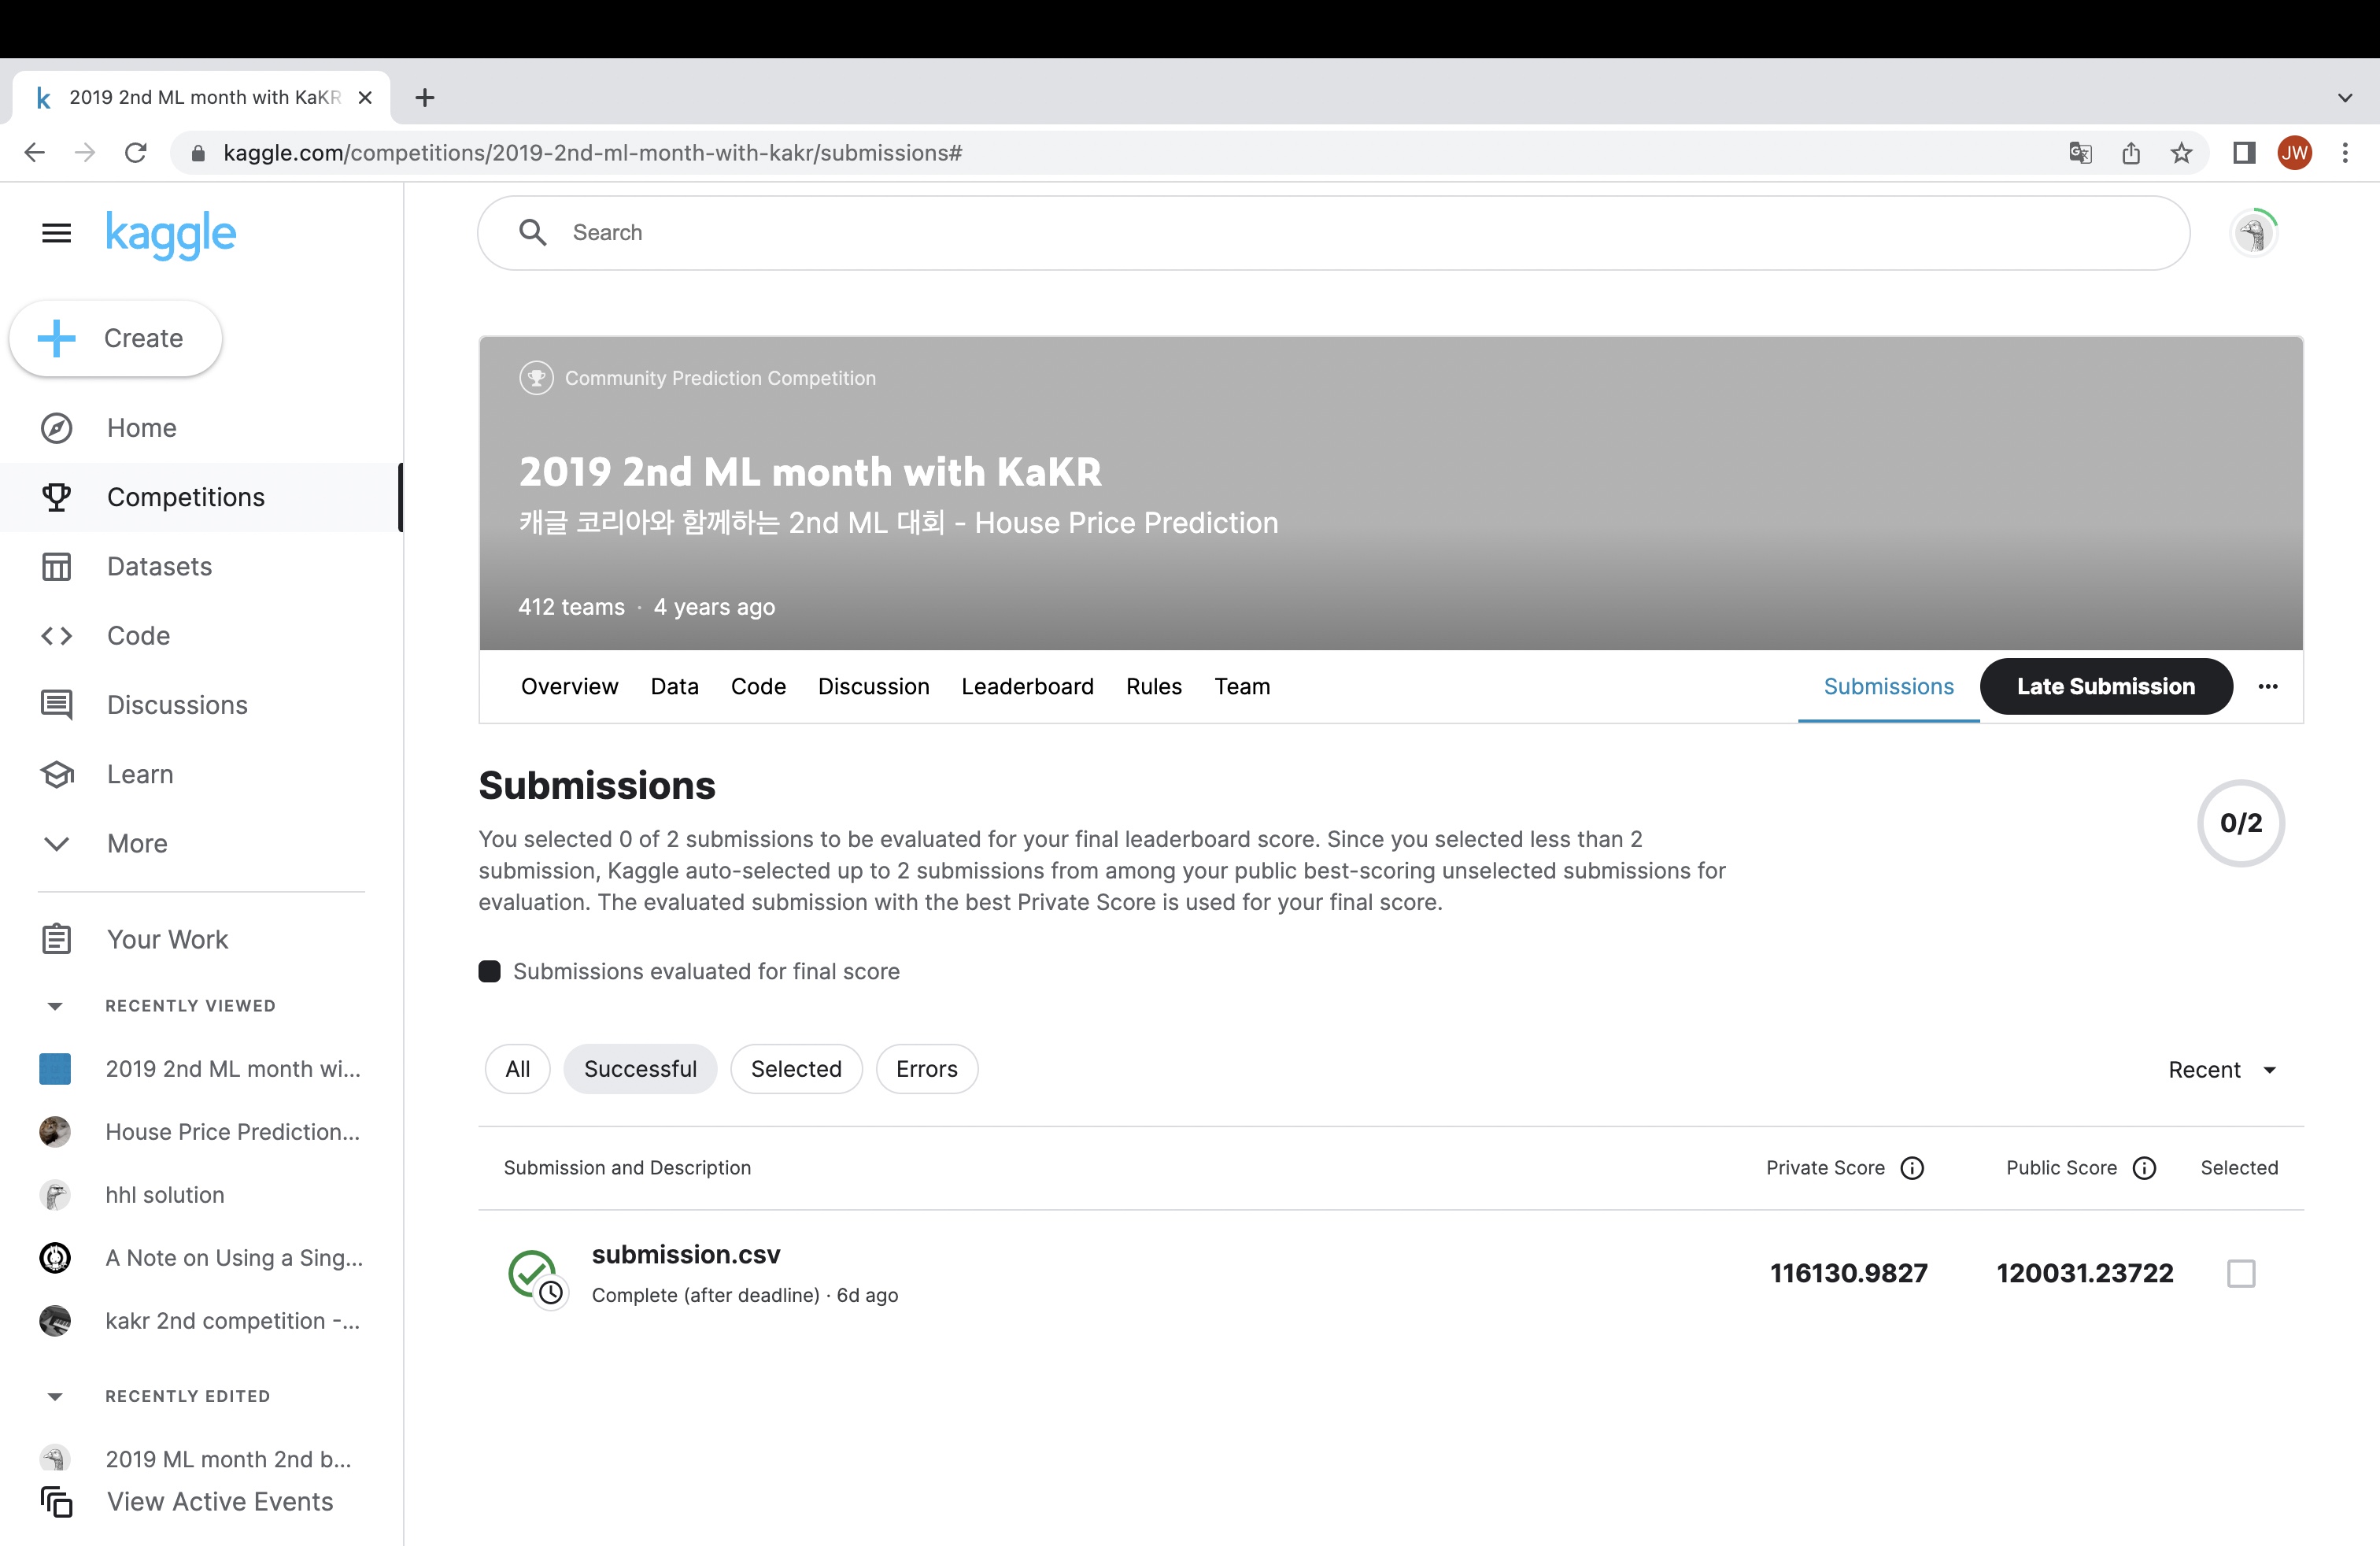 2019 2nd ML month with KaKR
kaggle.com/competitions/2019-2nd-ml-month-with-kakr/submissions#
JW
kaggle
Search
Create
Home
Competitions
Datasets
Code
Discussions
Learn
More
Your Work
RECENTLY VIEWED
2019 2nd ML month wi...
House Price Prediction...
hhl solution
A Note on Using a Sing...
kakr 2nd competition -...
RECENTLY EDITED
2019 ML month 2nd b...
View Active Events
Community Prediction Competition
2019 2nd ML month with KaKR
캐글 코리아와 함께하는 2nd ML 대회 - House Price Prediction
412 teams · 4 years ago
Overview Data Code Discussion Leaderboard Rules Team Submissions Late Submission
Submissions
0/2
You selected 0 of 2 submissions to be evaluated for your final leaderboard score. Since you selected less than 2
submission, Kaggle auto-selected up to 2 submissions from among your public best-scoring unselected submissions for
evaluation. The evaluated submission with the best Private Score is used for your final score.
Submissions evaluated for final score
All Successful Selected Errors Recent
Submission and Description Private Score Public Score Selected
submission.csv
Complete (after deadline) · 6d ago
116130.9827 120031.23722